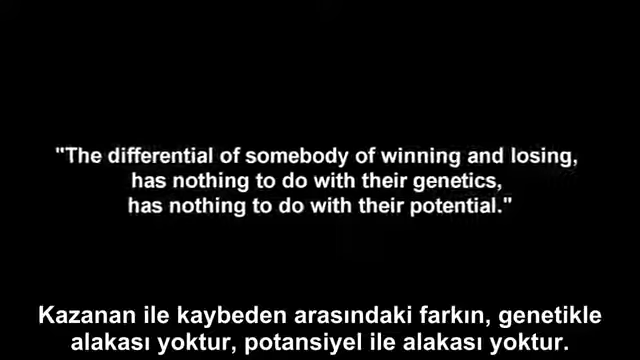 "The differential of somebody of winning and losing,
has nothing to do with their genetics,
has nothing to do with their potential."
Kazanan ile kaybeden arasındaki farkın, genetikle
alakası yoktur, potansiyel ile alakası yoktur.